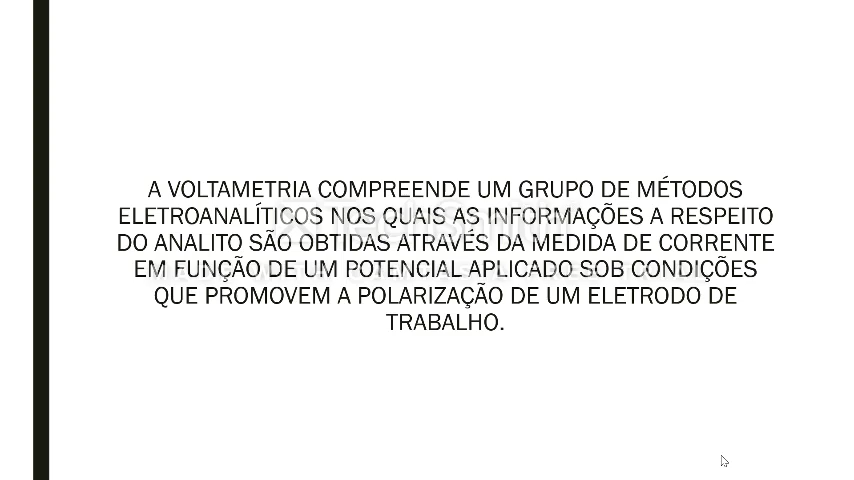 A VOLTAMETRIA COMPREENDE UM GRUPO DE MÉTODOS
ELETROANALÍTICOS NOS QUAIS AS INFORMAÇÕES A RESPEITO
DO ANALITO SÃO OBTIDAS ATRAVÉS DA MEDIDA DE CORRENTE
EM FUNÇÃO DE UM POTENCIAL APLICADO SOB CONDIÇÕES
QUE PROMOVEM A POLARIZAÇÃO DE UM ELETRODO DE
TRABALHO.
TechSmith